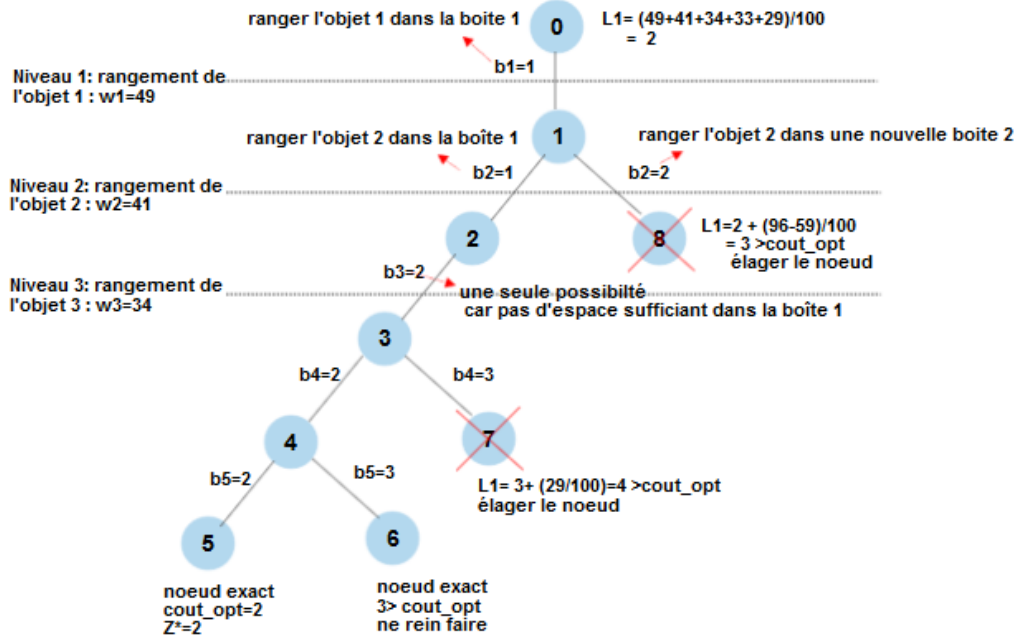 ranger l'objet 1 dans la boite 1
0
L1= (49+41+34+33+29)/100
= 2
b1=1
Niveau 1: rangement de
l'objet 1 : w1=49
ranger l'objet 2 dans la boîte 1
1
ranger l'objet 2 dans une nouvelle boite 2
b2=1
b2=2
Niveau 2: rangement de
l'objet 2 : w2=41
2
8
L1=2 + (96-59)/100
= 3 >cout_opt
élager le noeud
b3=2
Niveau 3: rangement de
l'objet 3 : w3=34
une seule possibilté
car pas d'espace sufficiant dans la boîte 1
3
b4=2
b4=3
4
7
b5=2
b5=3
L1= 3+ (29/100)=4 >cout_opt
élager le noeud
5
6
noeud exact
cout_opt=2
Z*=2
noeud exact
3> cout_opt
ne rein faire